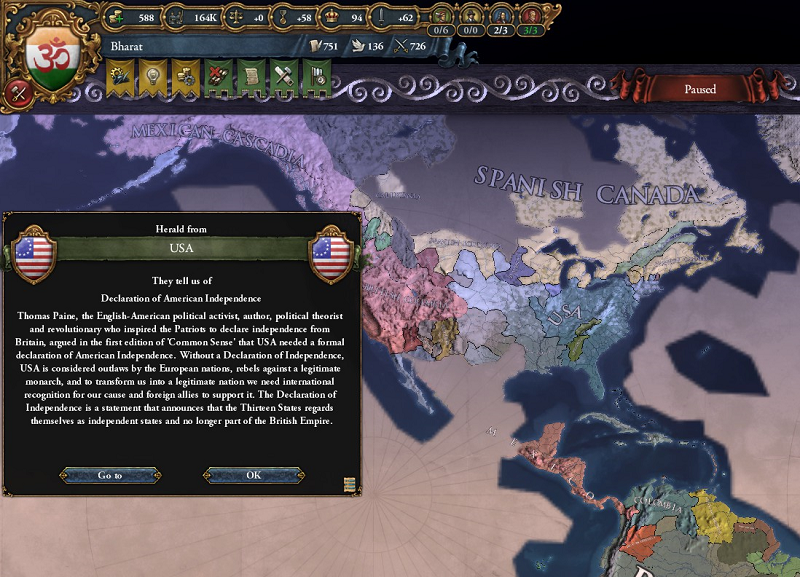 588 164K +0 +58 94 +62
0/6 0/0 2/3 3/3
Bharat 751 136 726
Paused
MEXICAN CASCADIA
SPANISH CANADA
Herald from
USA
They tell us of
Declaration of American Independence
Thomas Paine, the English-American political activist, author, political theorist
and revolutionary who inspired the Patriots to declare independence from
Britain, argued in the first edition of 'Common Sense' that USA needed a formal
declaration of American Independence. Without a Declaration of Independence,
USA is considered outlaws by the European nations, rebels against a legitimate
monarch, and to transform us into a legitimate nation we need international
recognition for our cause and foreign allies to support it. The Declaration of
Independence is a statement that announces that the Thirteen States regards
themselves as independent states and no longer part of the British Empire.
Go to OK
USA
MEXICO
COLOMBIA